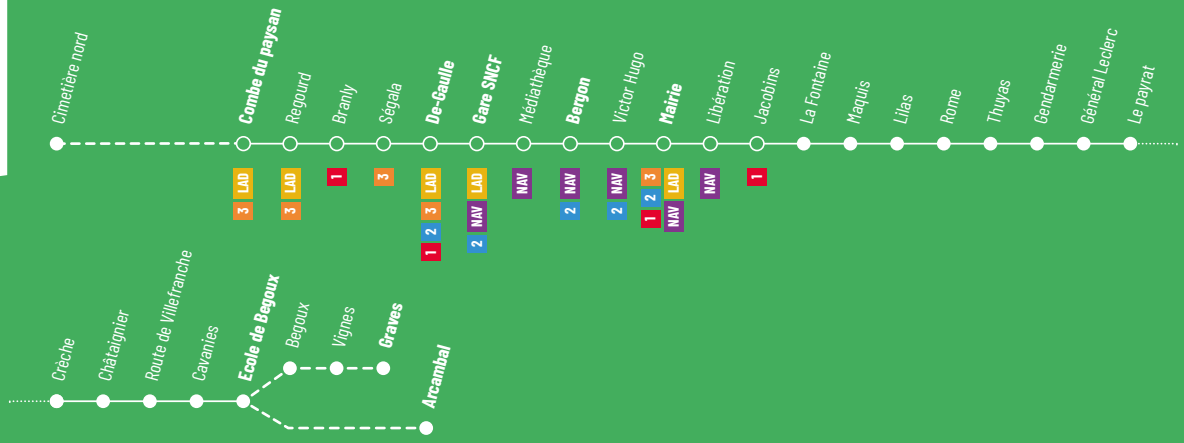 Cimetière nord
Combe du paysan
Regourd
Branly
Ségala
De-Gaulle
Gare SNCF
Médiathèque
Bergon
Victor Hugo
Mairie
Libération
Jacobins
La Fontaine
Maquis
Lilas
Rome
Thuyas
Gendarmerie
Général Leclerc
Le payrat
3 LAD
3 LAD
1
3
1 2 3 LAD
2 NAV LAD
NAV
2 NAV
2 NAV
1 2 3
NAV LAD
NAV
1
Crèche
Châtaignier
Route de Villefranche
Cavanies
Ecole de Begoux
Begoux
Vignes
Graves
Arcambal